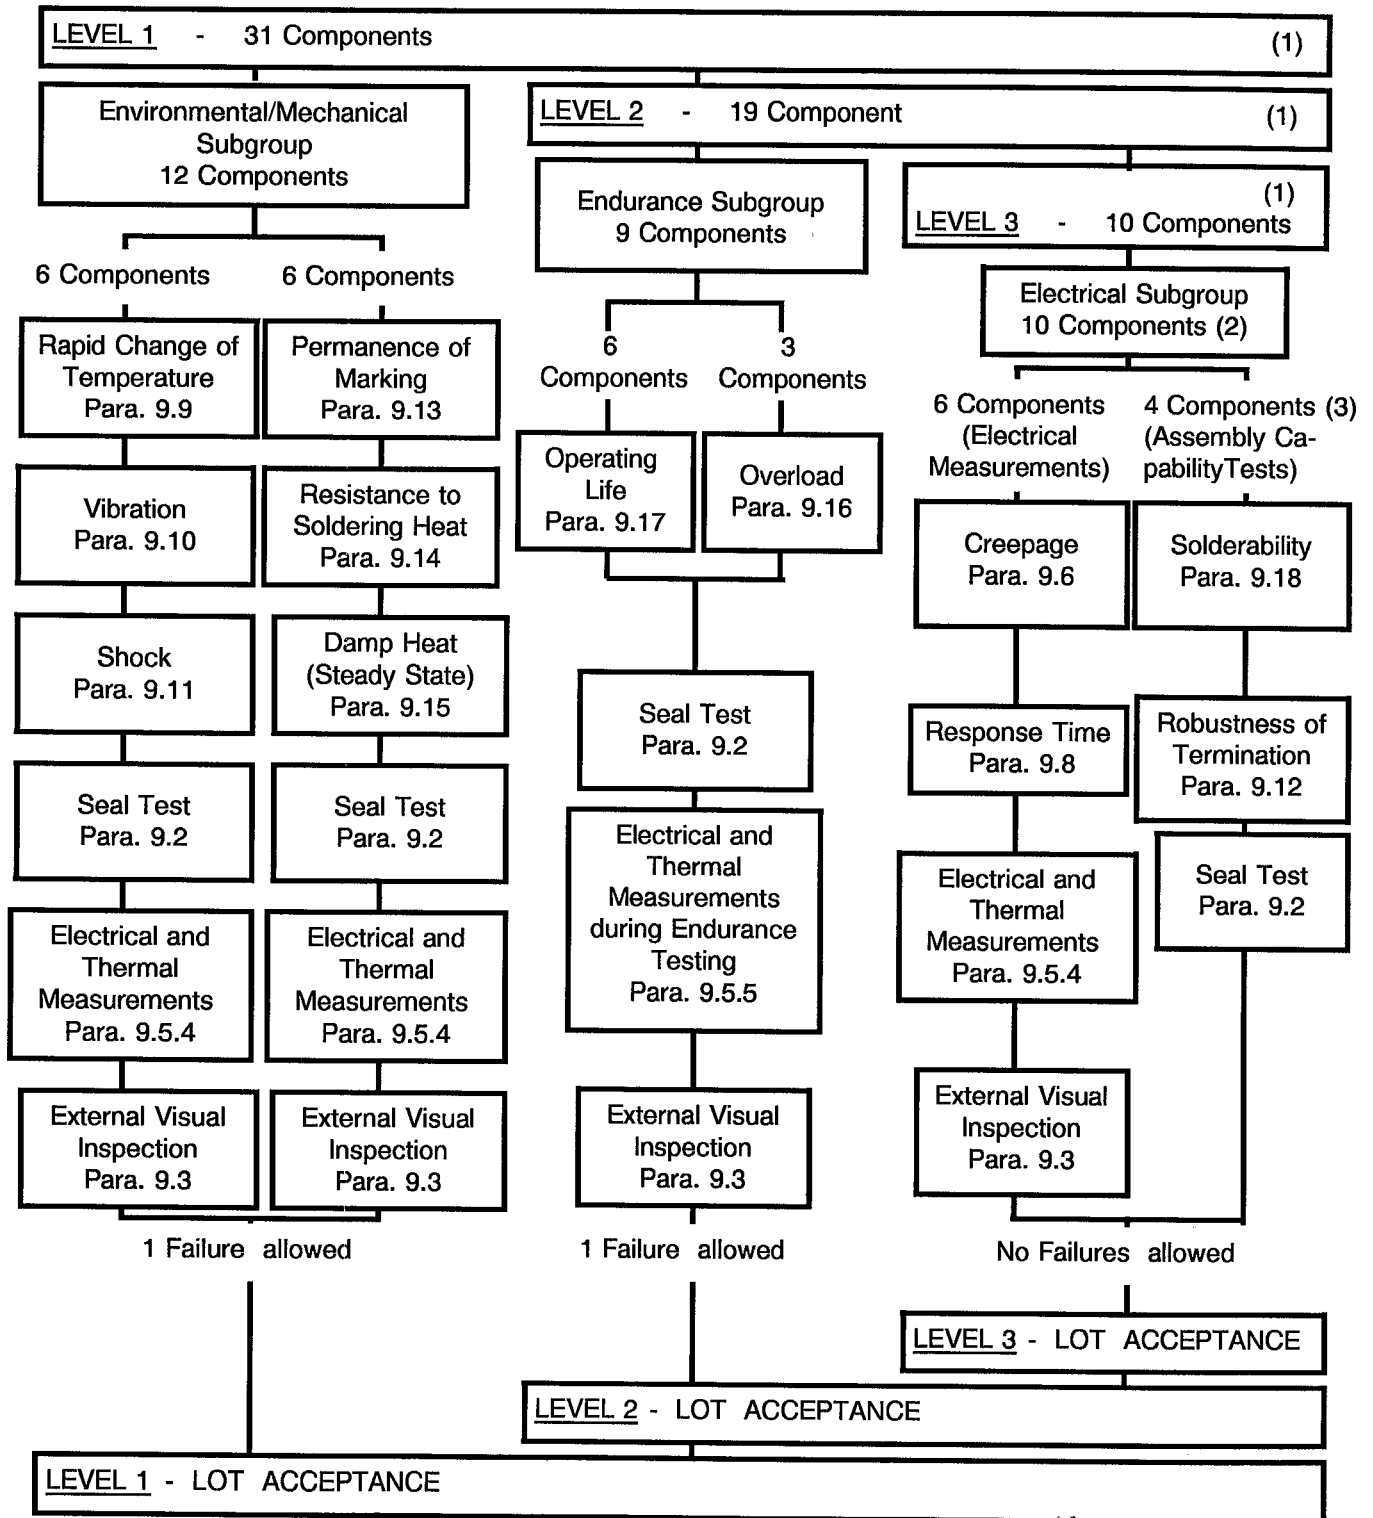 LEVEL 1 - 31 Components (1)
Environmental/Mechanical
Subgroup
12 Components
LEVEL 2 - 19 Component (1)
Endurance Subgroup
9 Components
(1)
LEVEL 3 - 10 Components
Electrical Subgroup
10 Components (2)
6 Components
6 Components
6
Components
3
Components
6 Components
(Electrical
Measurements)
4 Components (3)
(Assembly Ca-
pabilityTests)
Rapid Change of
Temperature
Para. 9.9
Vibration
Para. 9.10
Shock
Para. 9.11
Seal Test
Para. 9.2
Electrical and
Thermal
Measurements
Para. 9.5.4
External Visual
Inspection
Para. 9.3
Permanence of
Marking
Para. 9.13
Resistance to
Soldering Heat
Para. 9.14
Damp Heat
(Steady State)
Para. 9.15
Seal Test
Para. 9.2
Electrical and
Thermal
Measurements
Para. 9.5.4
External Visual
Inspection
Para. 9.3
1 Failure allowed
Operating
Life
Para. 9.17
Overload
Para. 9.16
Seal Test
Para. 9.2
Electrical and
Thermal
Measurements
during Endurance
Testing
Para. 9.5.5
External Visual
Inspection
Para. 9.3
1 Failure allowed
Creepage
Para. 9.6
Response Time
Para. 9.8
Electrical and
Thermal
Measurements
Para. 9.5.4
External Visual
Inspection
Para. 9.3
Solderability
Para. 9.18
Robustness of
Termination
Para. 9.12
Seal Test
Para. 9.2
No Failures allowed
LEVEL 3 - LOT ACCEPTANCE
LEVEL 2 - LOT ACCEPTANCE
LEVEL 1 - LOT ACCEPTANCE